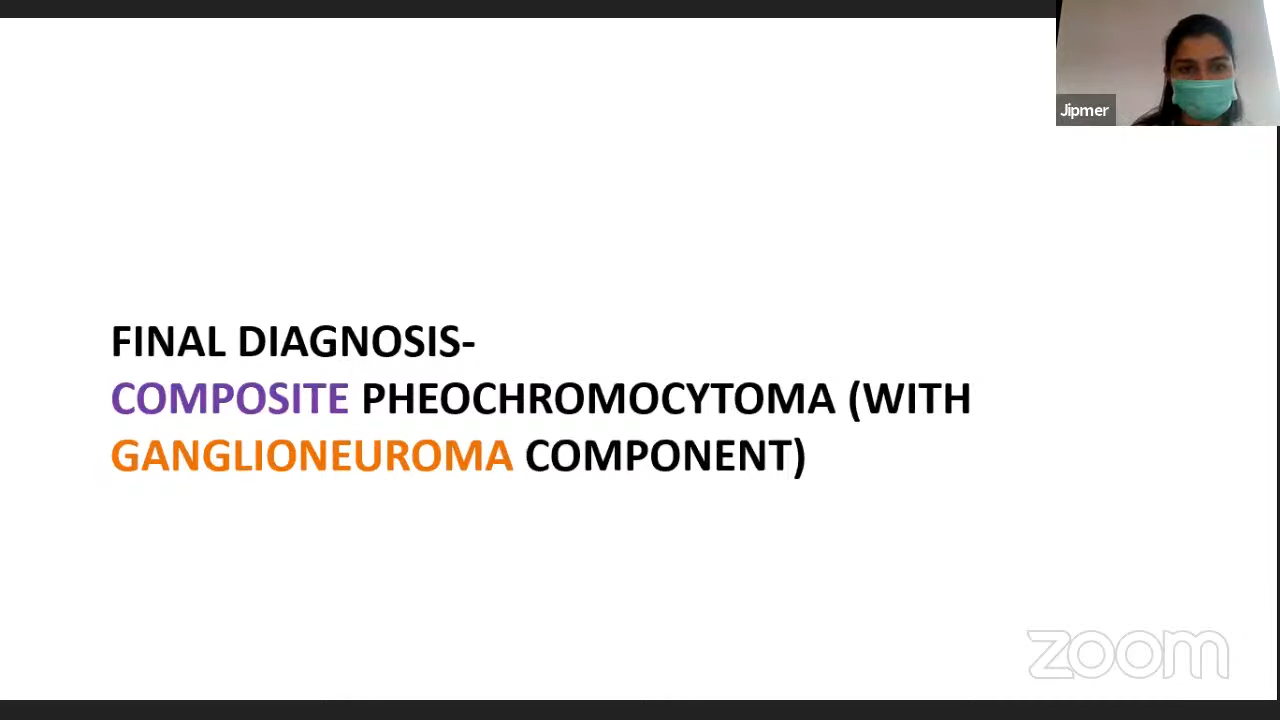 Jipmer
FINAL DIAGNOSIS-
COMPOSITE PHEOCHROMOCYTOMA (WITH
GANGLIONEUROMA COMPONENT)
zoom